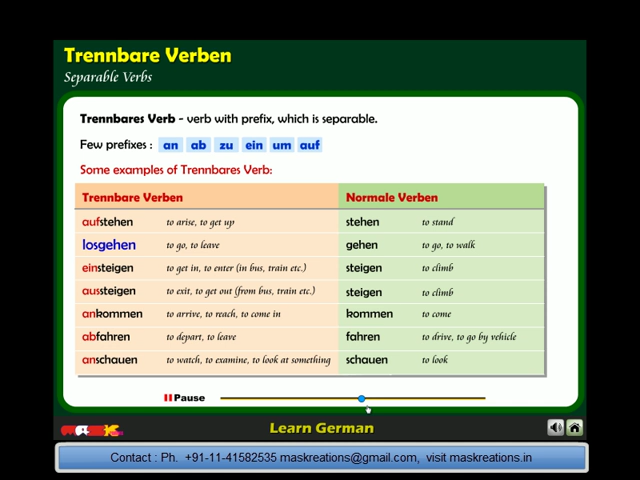 Trennbare Verben
Separable Verbs
Trennbares Verb - verb with prefix, which is separable.
Few prefixes : an ab zu ein um auf
Some examples of Trennbares Verb:
Trennbare Verben Normale Verben
aufstehen to arise, to get up stehen to stand
losgehen to go, to leave gehen to go, to walk
einsteigen to get in, to enter (in bus, train etc.) steigen to climb
aussteigen to exit, to get out (from bus, train etc.) steigen to climb
ankommen to arrive, to reach, to come in kommen to come
abfahren to depart, to leave fahren to drive, to go by vehicle
anschauen to watch, to examine, to look at something schauen to look
Pause
Learn German
Contact : Ph. +91-11-41582535 maskreations@gmail.com, visit maskreations.in